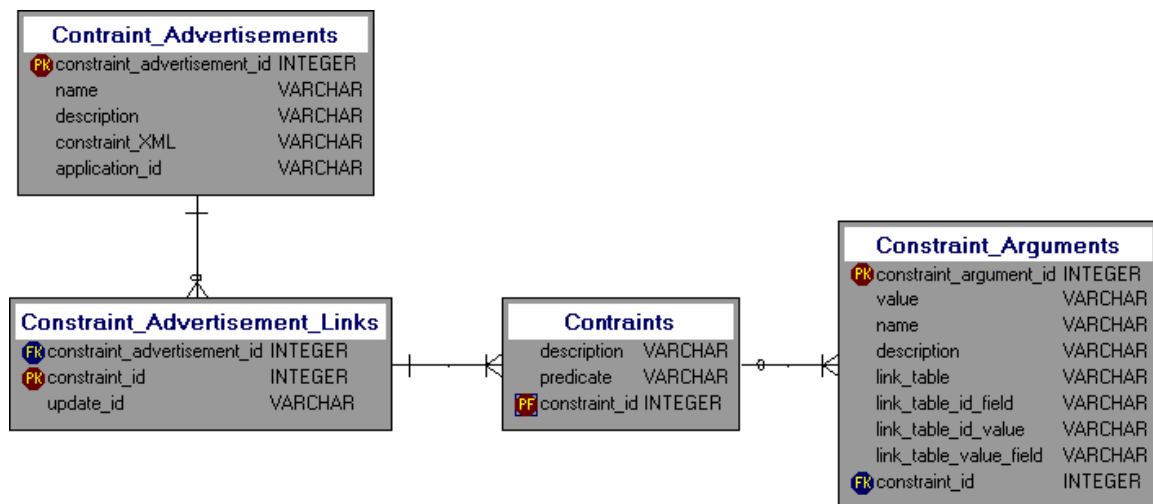 Contraint_Advertisements
PK constraint_advertisement_id INTEGER
name VARCHAR
description VARCHAR
constraint_XML VARCHAR
application_id VARCHAR
Constraint_Advertisement_Links
FK constraint_advertisement_id INTEGER
PK constraint_id INTEGER
update_id VARCHAR
Contraints
description VARCHAR
predicate VARCHAR
PF constraint_id INTEGER
Constraint_Arguments
PK constraint_argument_id INTEGER
value VARCHAR
name VARCHAR
description VARCHAR
link_table VARCHAR
link_table_id_field VARCHAR
link_table_id_value VARCHAR
link_table_value_field VARCHAR
FK constraint_id INTEGER